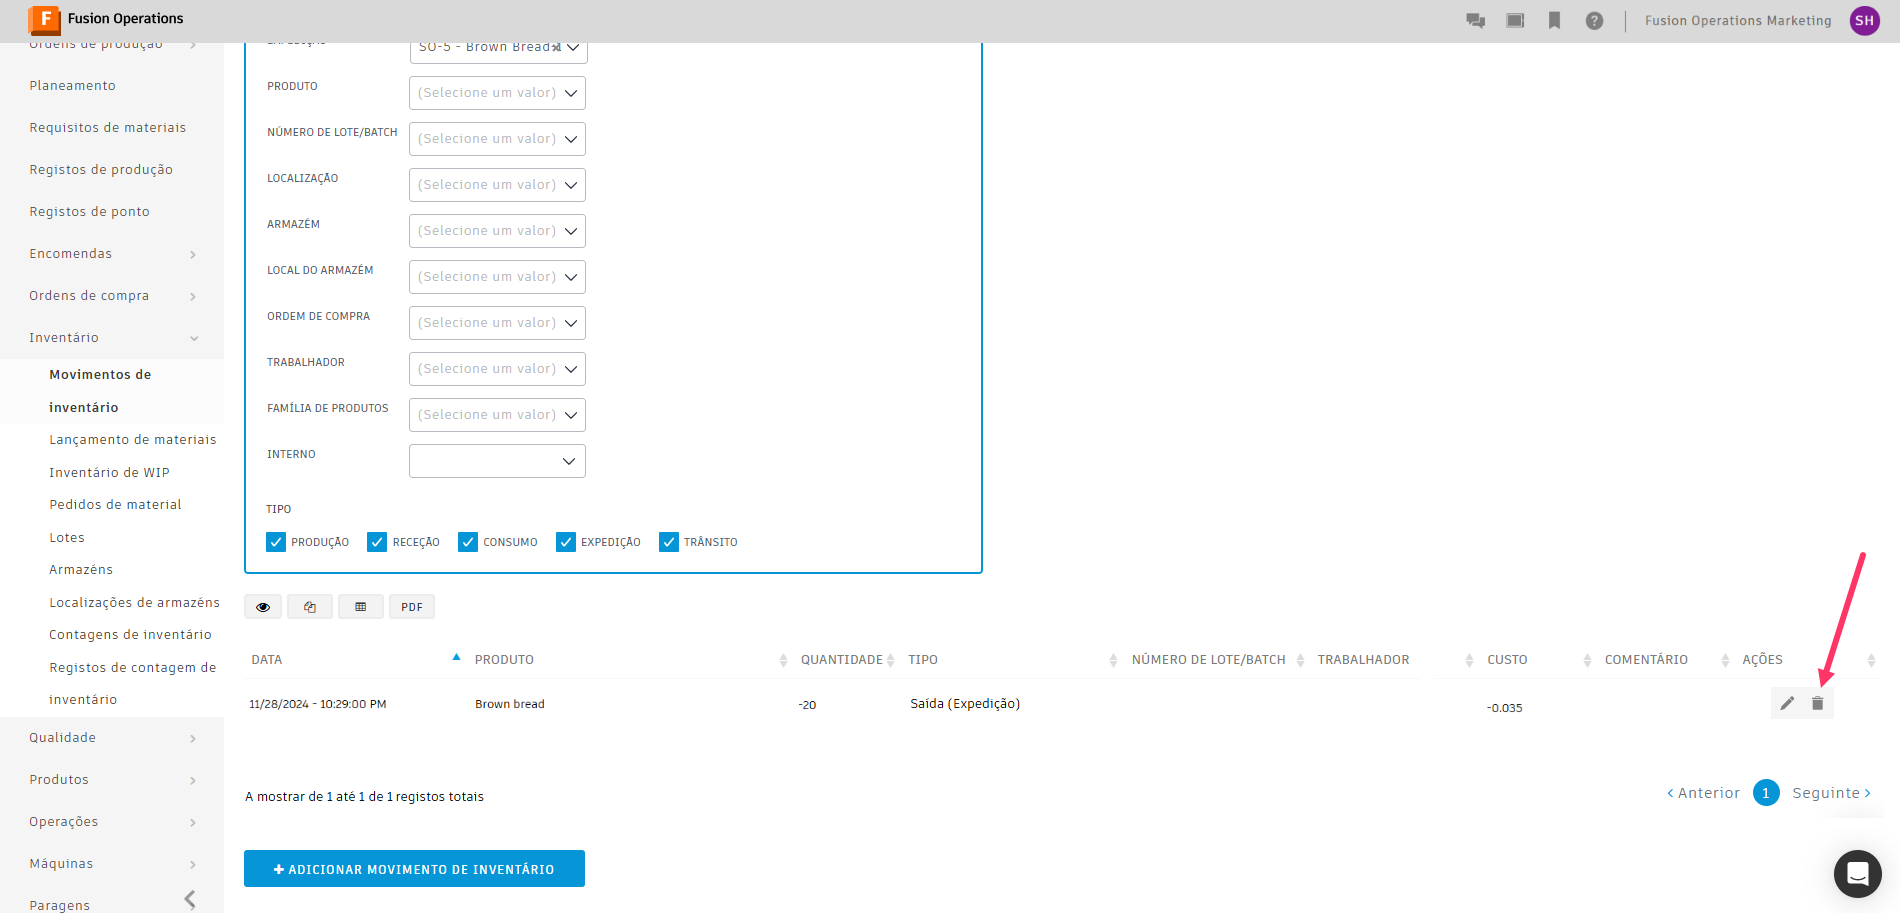 F Fusion Operations
? Fusion Operations Marketing SH
Ordens de produção
Planeamento
Requisitos de materiais
Registos de produção
Registos de ponto
Encomendas
Ordens de compra
Inventário
Movimentos de
inventário
Lançamento de materiais
Inventário de WIP
Pedidos de material
Lotes
Armazéns
Localizações de armazéns
Contagens de inventário
Registos de contagem de
inventário
Qualidade
Produtos
Operações
Máquinas
Paragens
SO-5 - Brown Bread
PRODUTO (Selecione um valor)
NÚMERO DE LOTE/BATCH (Selecione um valor)
LOCALIZAÇÃO (Selecione um valor)
ARMAZÉM (Selecione um valor)
LOCAL DO ARMAZÉM (Selecione um valor)
ORDEM DE COMPRA (Selecione um valor)
TRABALHADOR (Selecione um valor)
FAMÍLIA DE PRODUTOS (Selecione um valor)
INTERNO
TIPO
PRODUÇÃO RECEÇÃO CONSUMO EXPEDIÇÃO TRÂNSITO
PDF
DATA PRODUTO QUANTIDADE TIPO NÚMERO DE LOTE/BATCH TRABALHADOR CUSTO COMENTÁRIO AÇÕES
11/28/2024 - 10:29:00 PM Brown bread -20 Saída (Expedição) -0.035
A mostrar de 1 até 1 de 1 registos totais
Anterior 1 Seguinte
ADICIONAR MOVIMENTO DE INVENTÁRIO